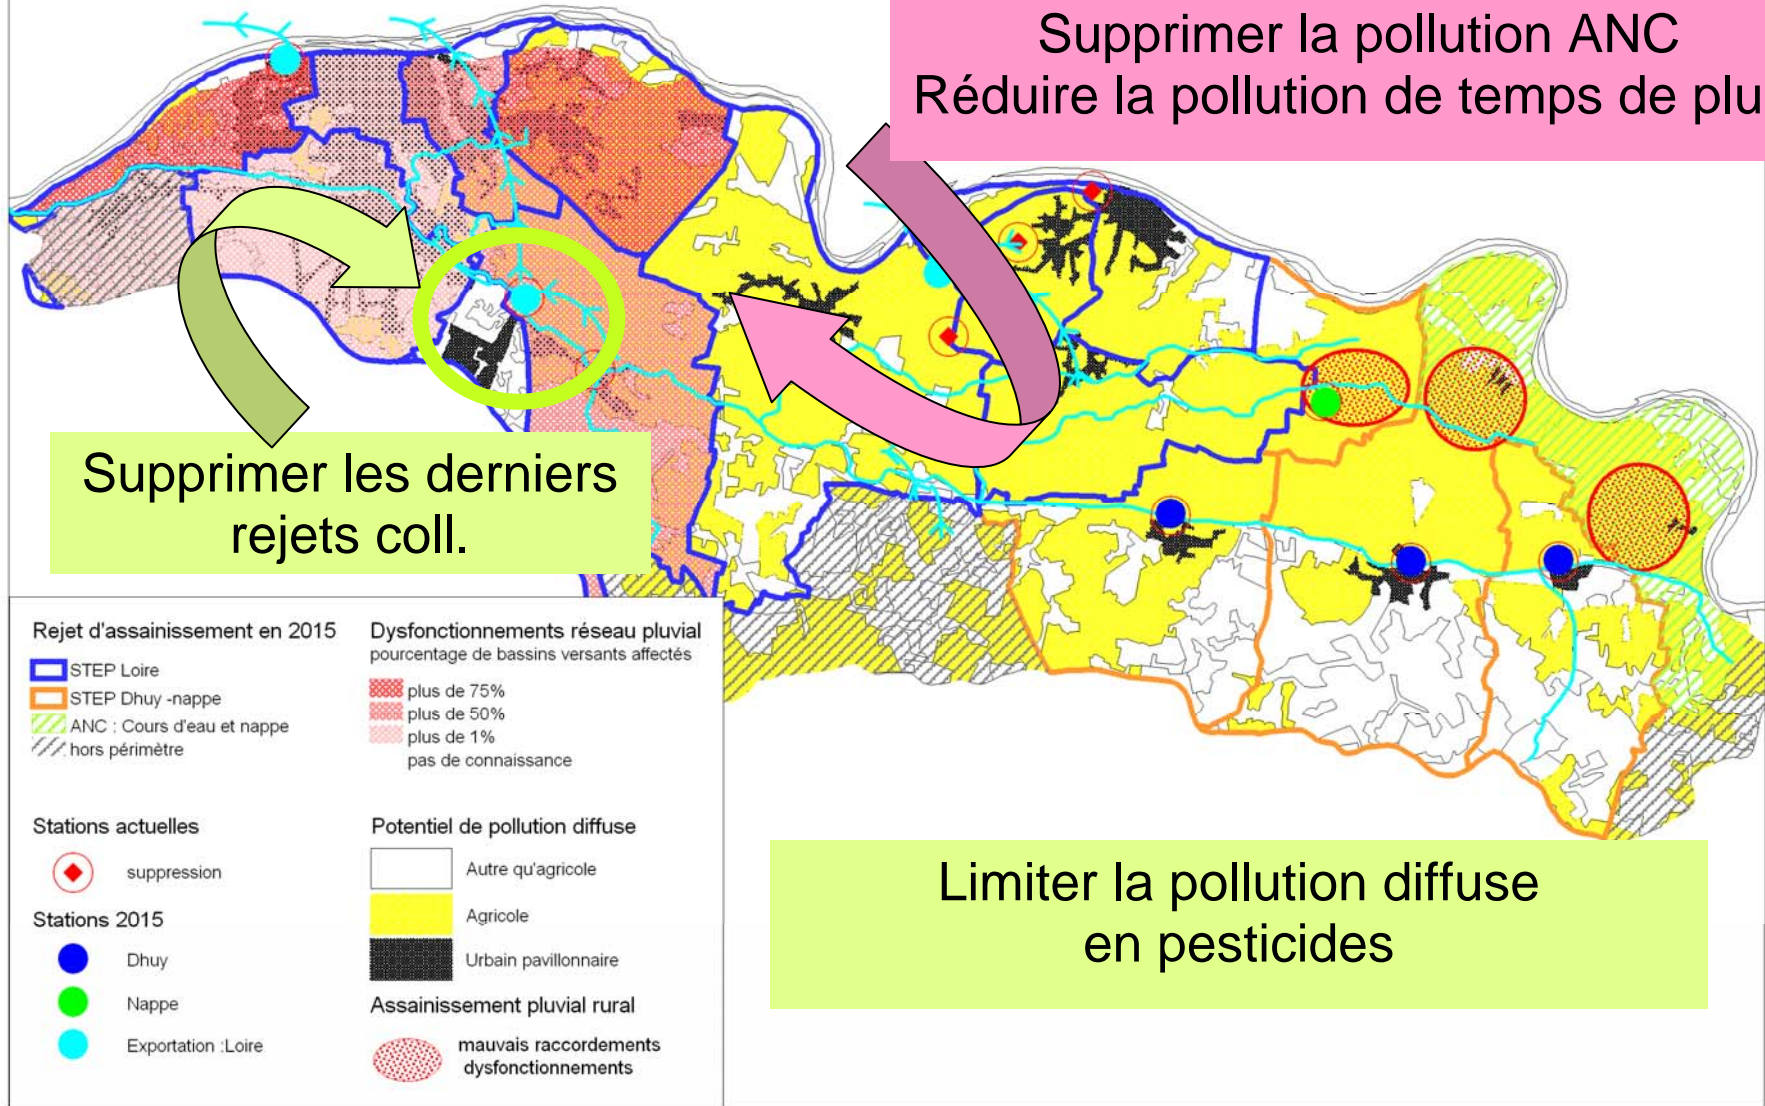 Supprimer la pollution ANC
Réduire la pollution de temps de plu
Supprimer les derniers
rejets coll.
Rejet d'assainissement en 2015
STEP Loire
STEP Dhuy -nappe
ANC : Cours d'eau et nappe
hors périmètre
Dysfonctionnements réseau pluvial
pourcentage de bassins versants affectés
plus de 75%
plus de 50%
plus de 1%
pas de connaissance
Stations actuelles
suppression
Stations 2015
Dhuy
Nappe
Exportation :Loire
Potentiel de pollution diffuse
Autre qu'agricole
Agricole
Urbain pavillonnaire
Assainissement pluvial rural
mauvais raccordements
dysfonctionnements
Limiter la pollution diffuse
en pesticides